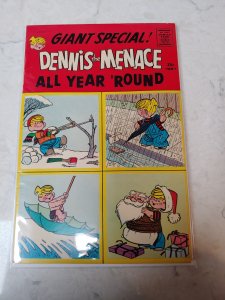 GIANT SPECIAL!
DENNIS the MENACE
ALL YEAR 'ROUND